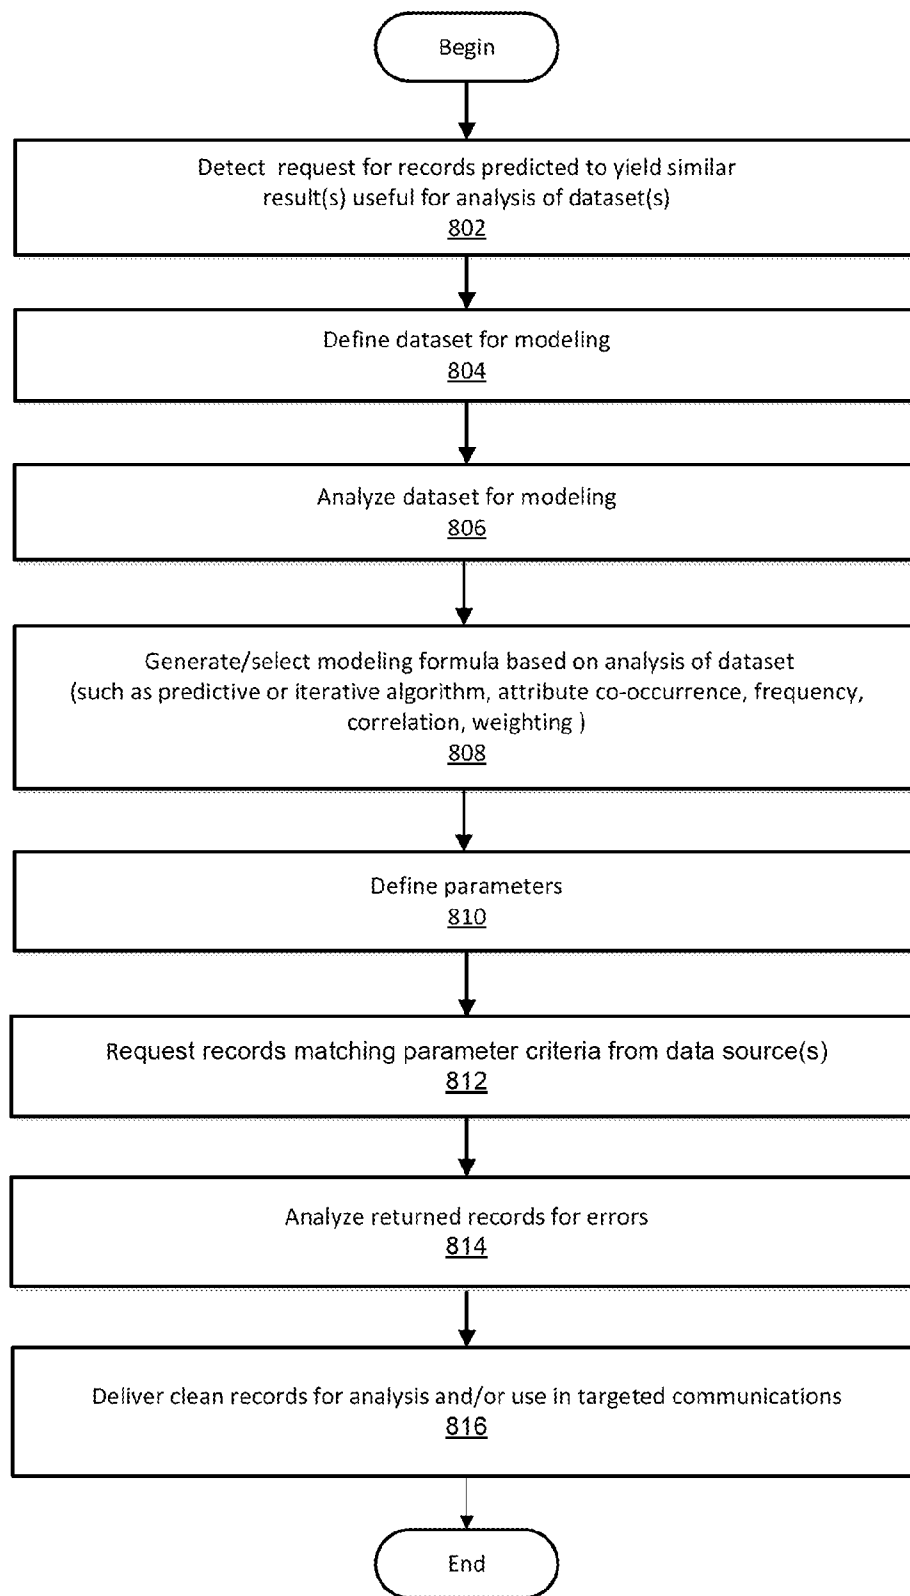 Begin
Detect request for records predicted to yield similar
result(s) useful for analysis of dataset(s)
802
Define dataset for modeling
804
Analyze dataset for modeling
806
Generate/select modeling formula based on analysis of dataset
(such as predictive or iterative algorithm, attribute co-occurrence, frequency,
correlation, weighting )
808
Define parameters
810
Request records matching parameter criteria from data source(s)
812
Analyze returned records for errors
814
Deliver clean records for analysis and/or use in targeted communications
816
End